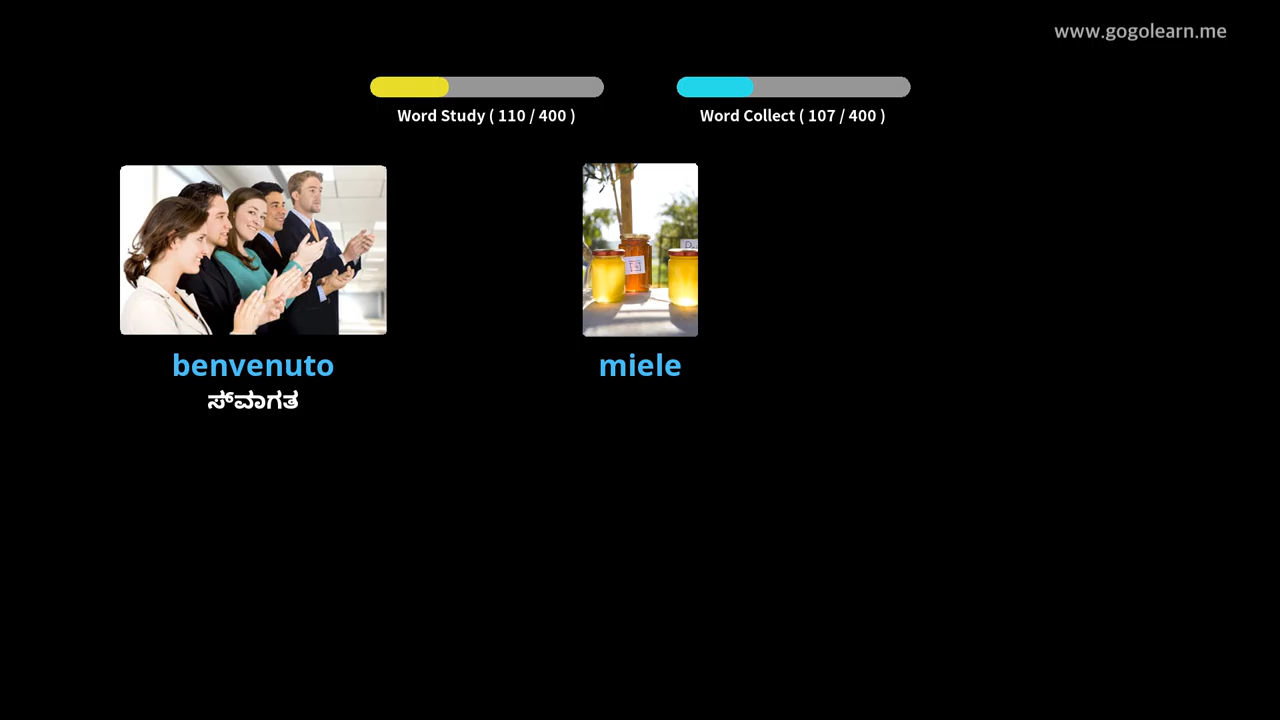 www.gogolearn.me
Word Study ( 110 / 400 )
Word Collect ( 107 / 400 )
benvenuto
ಸ್‌ವಾಗತ
miele